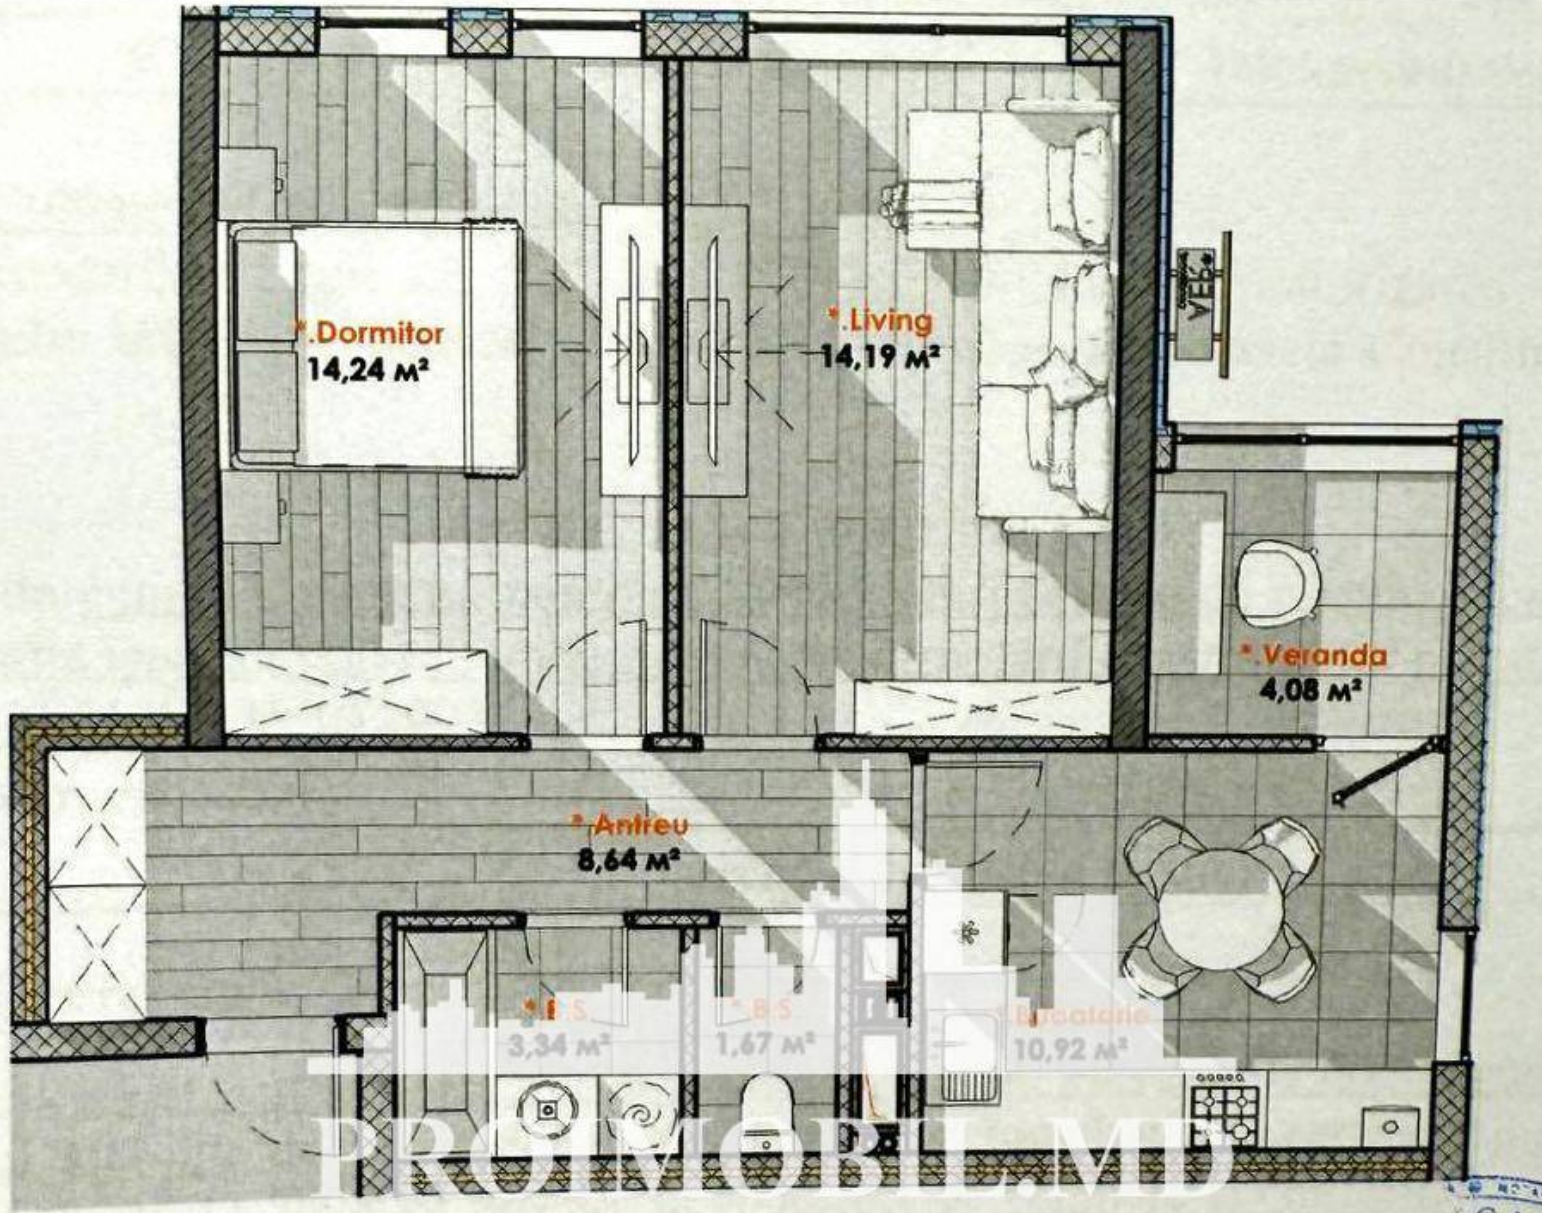 *.Dormitor
14,24 м²
*.Living
14,19 м²
*.Veranda
4,08 м²
*.Antreu
8,64 м²
3,34 м²
* B.S.
1,67 м²
* Bucatarie
10,92 м²
PROIMOBIL.MD